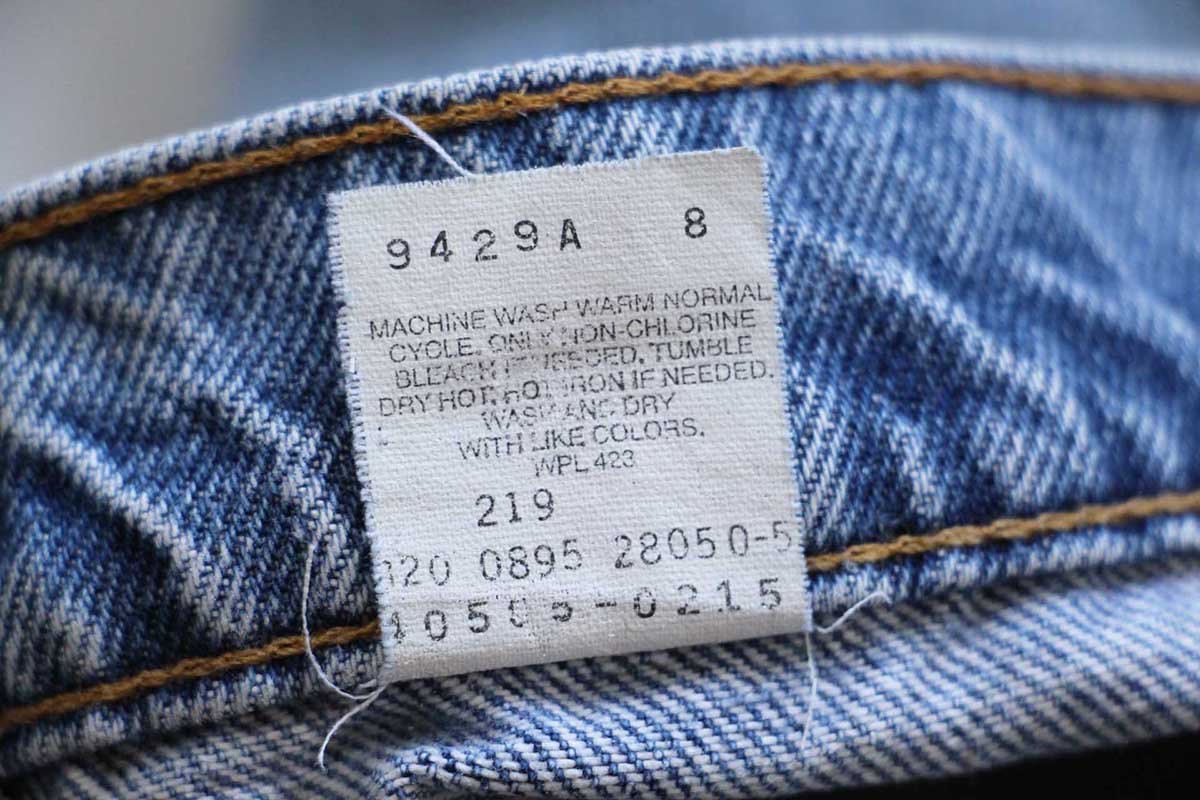 9429A 8
MACHINE WASH WARM NORMAL
CYCLE. ONLY NON-CHLORINE
BLEACH IF NEEDED. TUMBLE
DRY HOT. HOT IRON IF NEEDED.
WASH AND DRY
WITH LIKE COLORS.
WPL 423
219
0895 28050-5
-0215